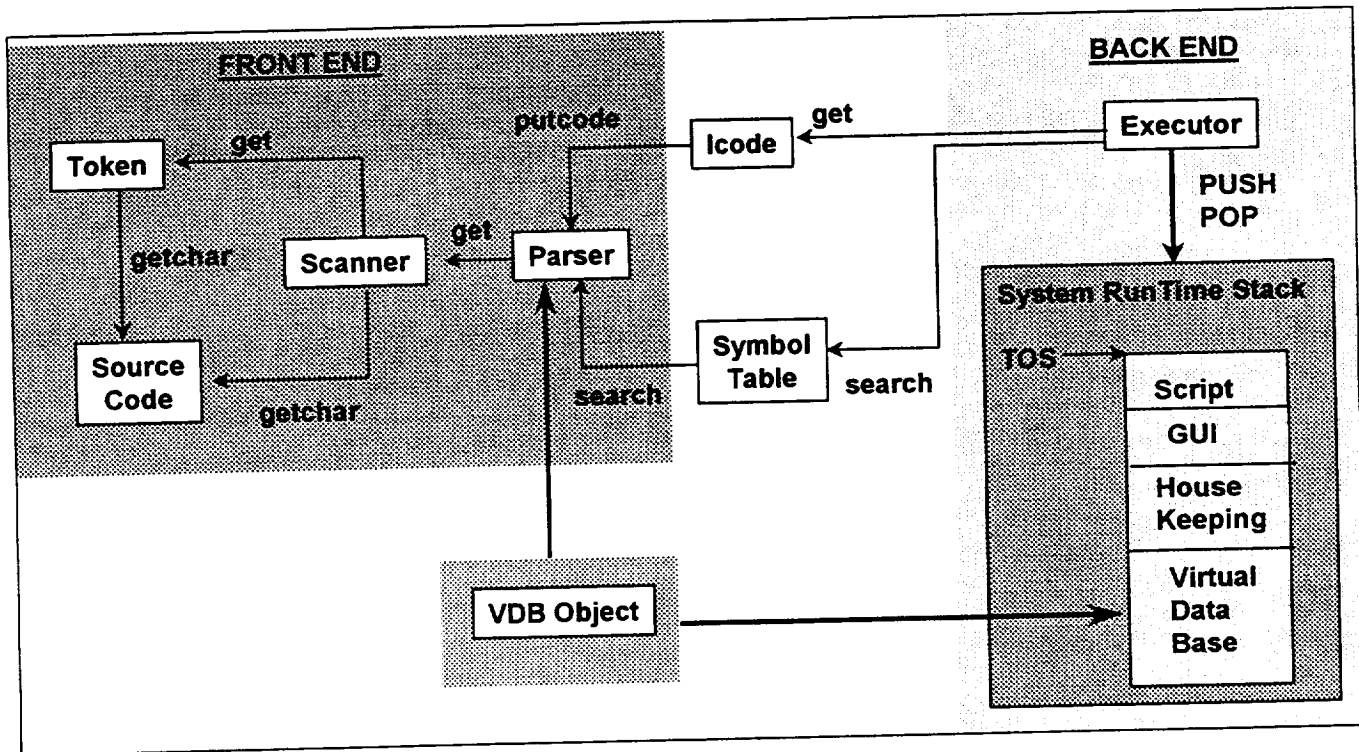 FRONT END
BACK END
putcode
get
Icode
Executor
Token
get
PUSH
POP
getchar
Scanner
get
Parser
System RunTime Stack
Source
Code
getchar
search
Symbol
Table
search
TOS
Script
GUI
House
Keeping
VDB Object
Virtual
Data
Base